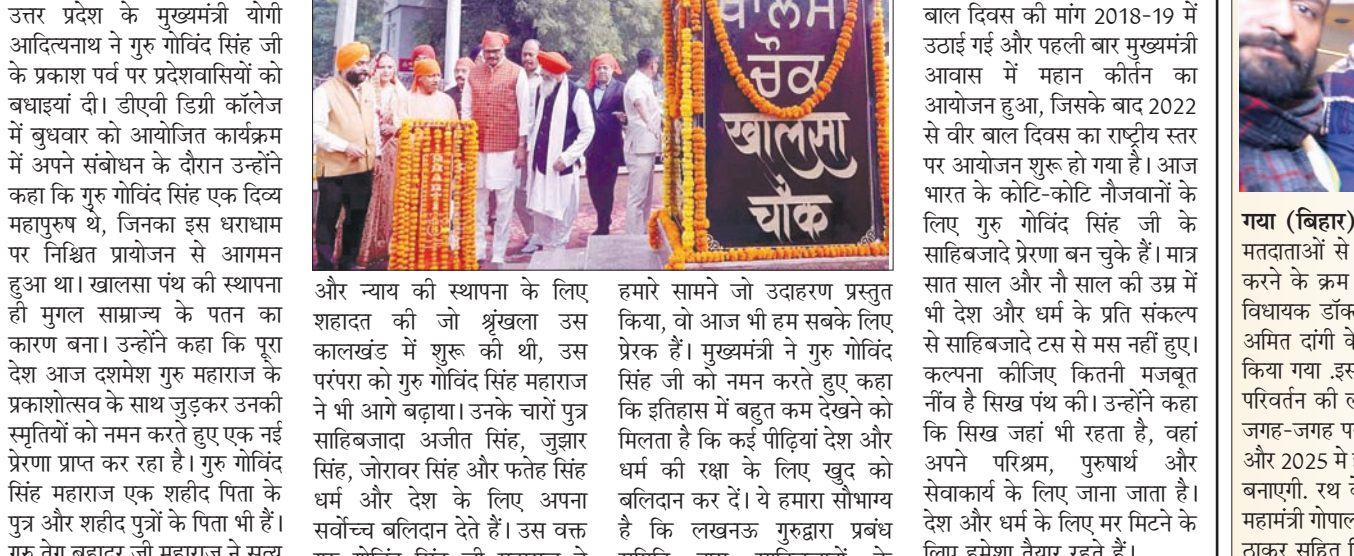 उत्तर प्रदेश के मुख्यमंत्री योगी
आदित्यनाथ ने गुरु गोविंद सिंह जी
के प्रकाश पर्व पर प्रदेशवासियों को
बधाइयां दी। डीएवी डिग्री कॉलेज
में बुधवार को आयोजित कार्यक्रम
में अपने संबोधन के दौरान उन्होंने
कहा कि गुरु गोविंद सिंह एक दिव्य
महापुरुष थे, जिनका इस धराधाम
पर निश्चित प्रायोजन से आगमन
हुआ था। खालसा पंथ की स्थापना
ही मुगल साम्राज्य के पतन का
कारण बना। उन्होंने कहा कि पूरा
देश आज दशमेश गुरु महाराज के
प्रकाशोत्सव के साथ जुड़कर उनकी
स्मृतियों को नमन करते हुए एक नई
प्रेरणा प्राप्त कर रहा है। गुरु गोविंद
सिंह महाराज एक शहीद पिता के
पुत्र और शहीद पुत्रों के पिता भी हैं।
गुरु तेग बहादुर जी महाराज ने सत्य
ਚੌਕ
खालसा
चौक
और न्याय की स्थापना के लिए
शहादत की जो श्रृंखला उस
कालखंड में शुरू की थी, उस
परंपरा को गुरु गोविंद सिंह महाराज
ने भी आगे बढ़ाया। उनके चारों पुत्र
साहिबजादा अजीत सिंह, जुझार
सिंह, जोरावर सिंह और फतेह सिंह
धर्म और देश के लिए अपना
सर्वोच्च बलिदान देते हैं। उस वक्त
हमारे सामने जो उदाहरण प्रस्तुत
किया, वो आज भी हम सबके लिए
प्रेरक हैं। मुख्यमंत्री ने गुरु गोविंद
सिंह जी को नमन करते हुए कहा
कि इतिहास में बहुत कम देखने को
मिलता है कि कई पीढ़ियां देश और
धर्म की रक्षा के लिए खुद को
बलिदान कर दें। ये हमारा सौभाग्य
है कि लखनऊ गुरुद्वारा प्रबंध
बाल दिवस की मांग 2018-19 में
उठाई गई और पहली बार मुख्यमंत्री
आवास में महान कीर्तन का
आयोजन हुआ, जिसके बाद 2022
से वीर बाल दिवस का राष्ट्रीय स्तर
पर आयोजन शुरू हो गया है। आज
भारत के कोटि-कोटि नौजवानों के
लिए गुरु गोविंद सिंह जी के
साहिबजादे प्रेरणा बन चुके हैं। मात्र
सात साल और नौ साल की उम्र में
भी देश और धर्म के प्रति संकल्प
से साहिबजादे टस से मस नहीं हुए।
कल्पना कीजिए कितनी मजबूत
नींव है सिख पंथ की। उन्होंने कहा
कि सिख जहां भी रहता है, वहां
अपने परिश्रम, पुरुषार्थ और
सेवाकार्य के लिए जाना जाता है।
देश और धर्म के लिए मर मिटने के
लिए हमेशा तैयार रहते हैं।
गया (बिहार)
मतदाताओं से
करने के क्रम
विधायक
अमित दांगी
किया गया .
परिवर्तन की
जगह-जगह
और 2025 मे
बनाएगी. रथ
महामंत्री
ठाकुर सहित